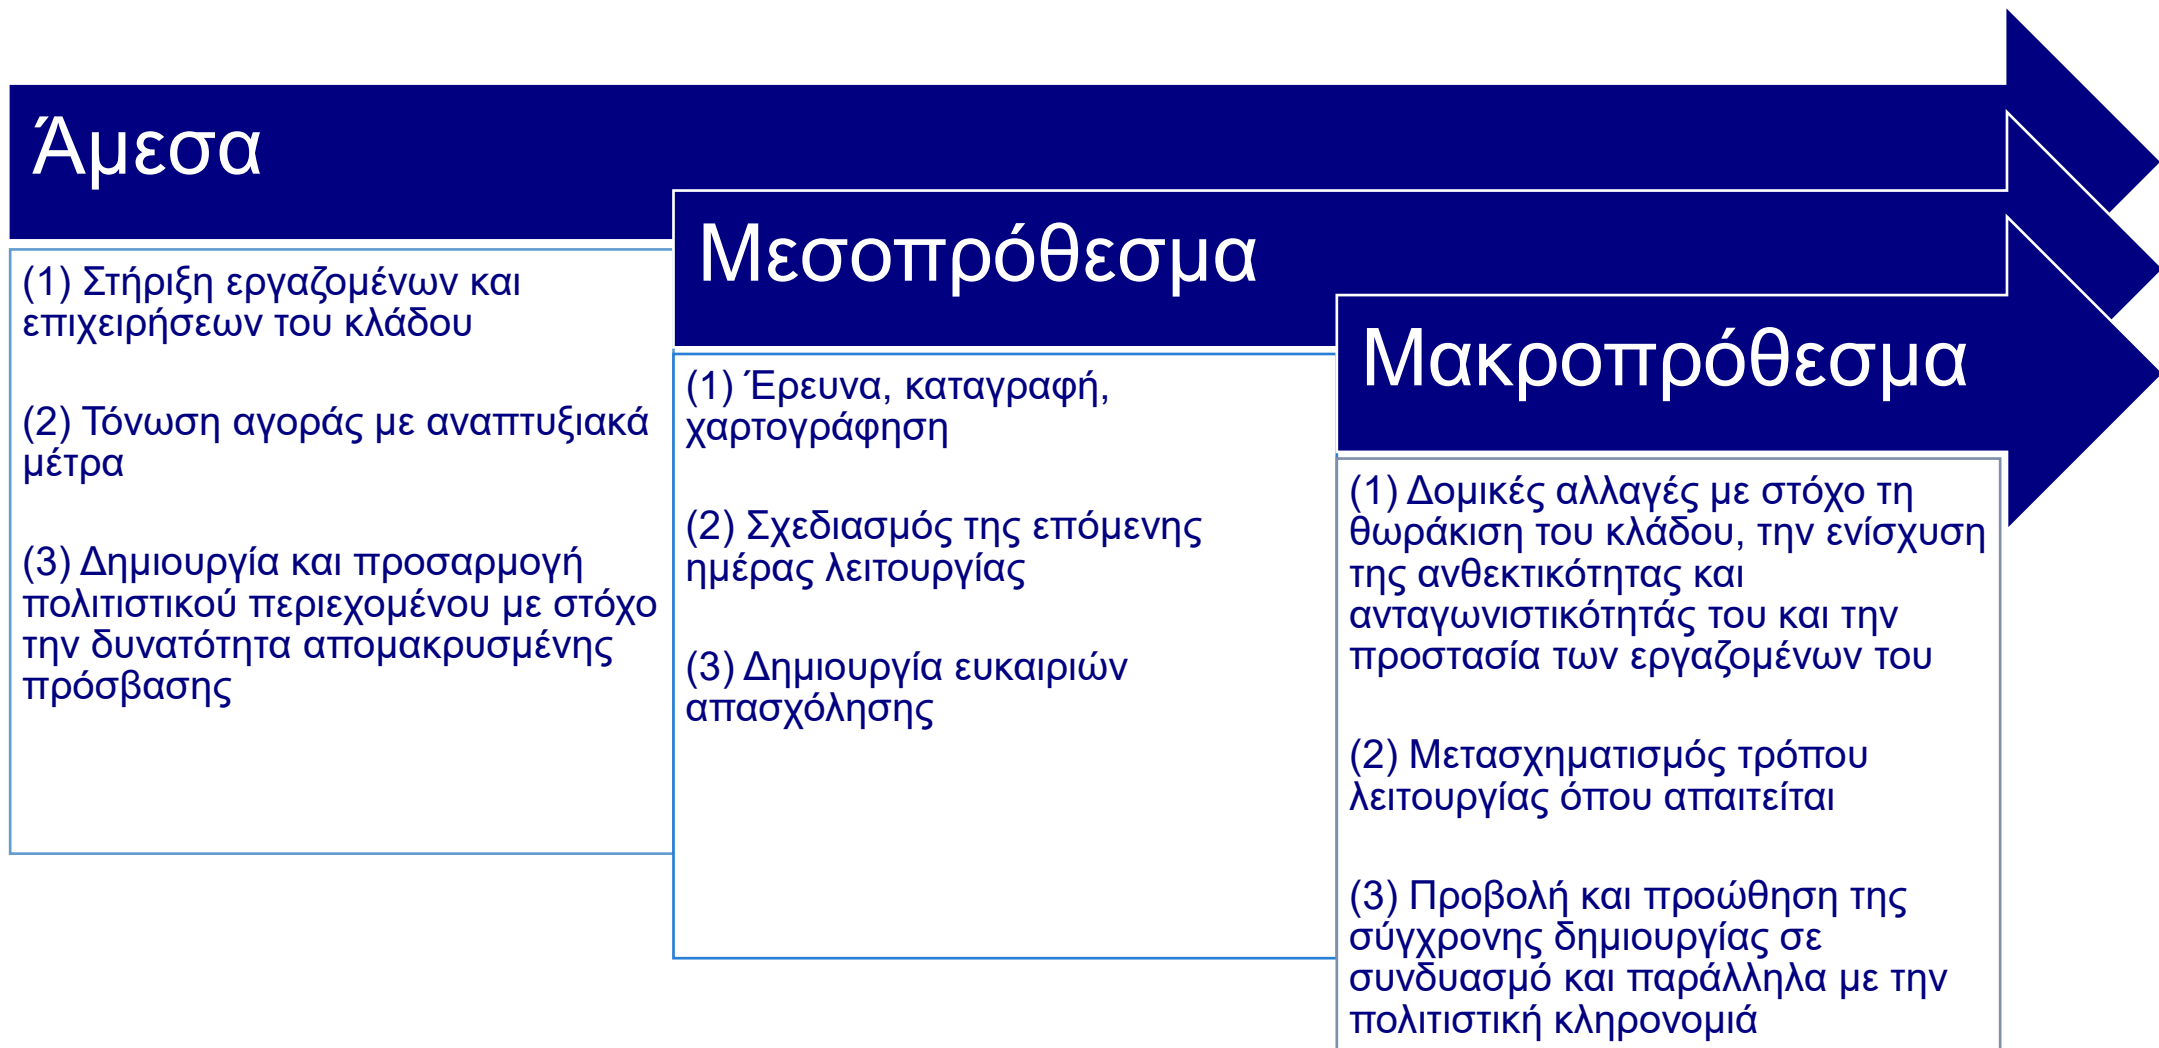 Άμεσα
(1) Στήριξη εργαζομένων και
επιχειρήσεων του κλάδου
(2) Τόνωση αγοράς με αναπτυξιακά
μέτρα
(3) Δημιουργία και προσαρμογή
πολιτιστικού περιεχομένου με στόχο
την δυνατότητα απομακρυσμένης
πρόσβασης
Μεσοπρόθεσμα
(1) Έρευνα, καταγραφή,
χαρτογράφηση
(2) Σχεδιασμός της επόμενης
ημέρας λειτουργίας
(3) Δημιουργία ευκαιριών
απασχόλησης
Μακροπρόθεσμα
(1) Δομικές αλλαγές με στόχο τη
θωράκιση του κλάδου, την ενίσχυση
της ανθεκτικότητας και
ανταγωνιστικότητάς του και την
προστασία των εργαζομένων του
(2) Μετασχηματισμός τρόπου
λειτουργίας όπου απαιτείται
(3) Προβολή και προώθηση της
σύγχρονης δημιουργίας σε
συνδυασμό και παράλληλα με την
πολιτιστική κληρονομιά